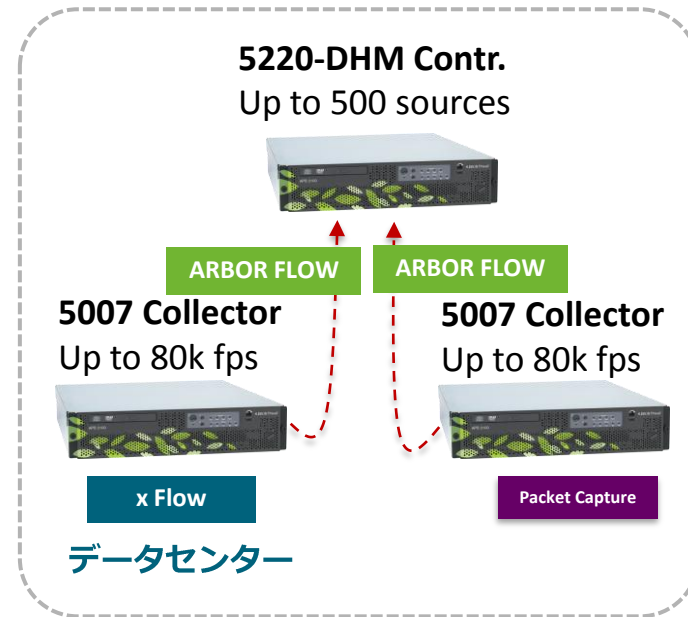 5220-DHM Contr.
Up to 500 sources
ARBOR FLOW
ARBOR FLOW
5007 Collector
Up to 80k fps
5007 Collector
Up to 80k fps
x Flow
Packet Capture
データセンター